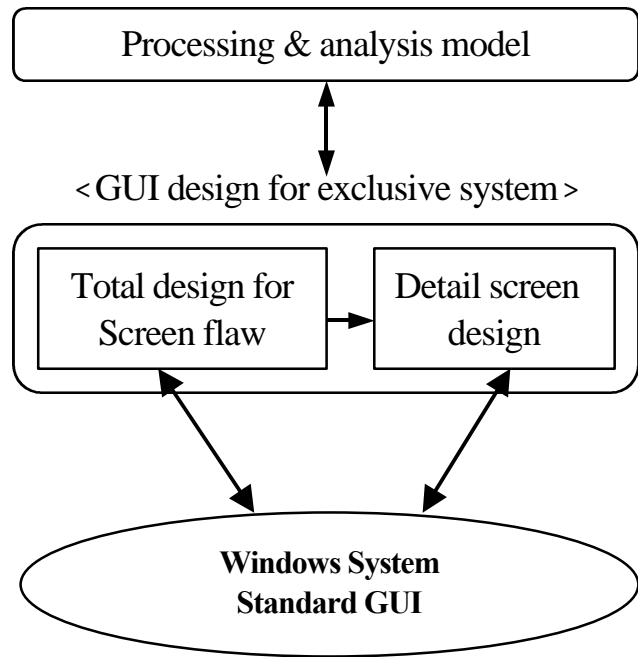 Processing & analysis model
<GUI design for exclusive system>
Total design for
Screen flaw
Detail screen
design
Windows System
Standard GUI